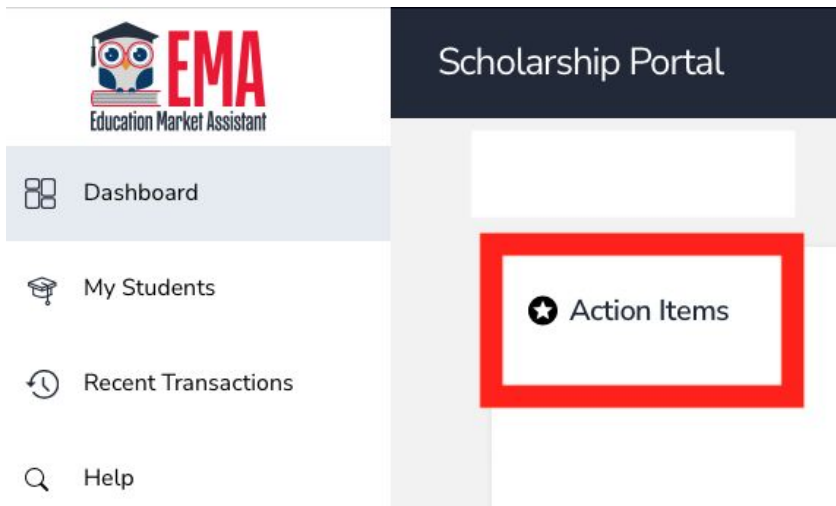 EMA
Education Market Assistant
Scholarship Portal
Dashboard
My Students
Action Items
Recent Transactions
Help